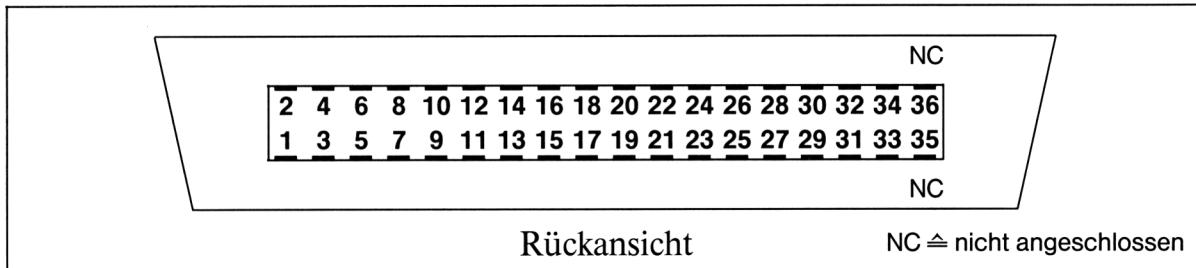 NC
2 4 6 8 10 12 14 16 18 20 22 24 26 28 30 32 34 36
1 3 5 7 9 11 13 15 17 19 21 23 25 27 29 31 33 35
NC
Rückansicht
NC ≙ nicht angeschlossen